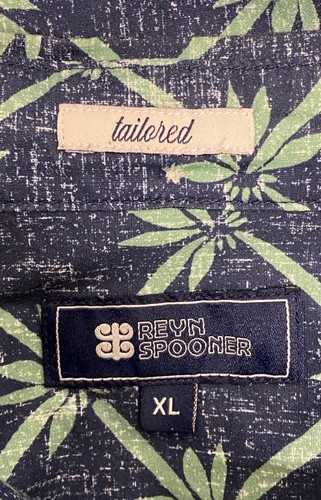 tailored
REYN
SPOONER
XL